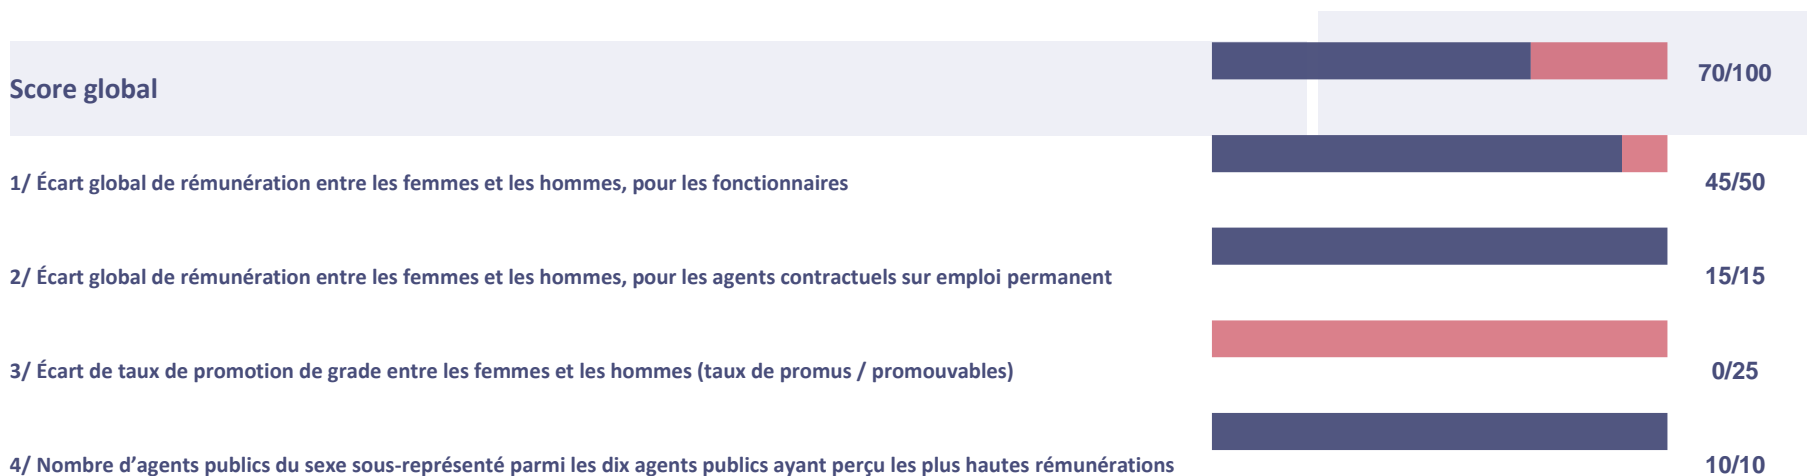 Score global
70/100
1/ Écart global de rémunération entre les femmes et les hommes, pour les fonctionnaires
45/50
2/ Écart global de rémunération entre les femmes et les hommes, pour les agents contractuels sur emploi permanent
15/15
3/ Écart de taux de promotion de grade entre les femmes et les hommes (taux de promus / promouvables)
0/25
4/ Nombre d’agents publics du sexe sous-représenté parmi les dix agents publics ayant perçu les plus hautes rémunérations
10/10